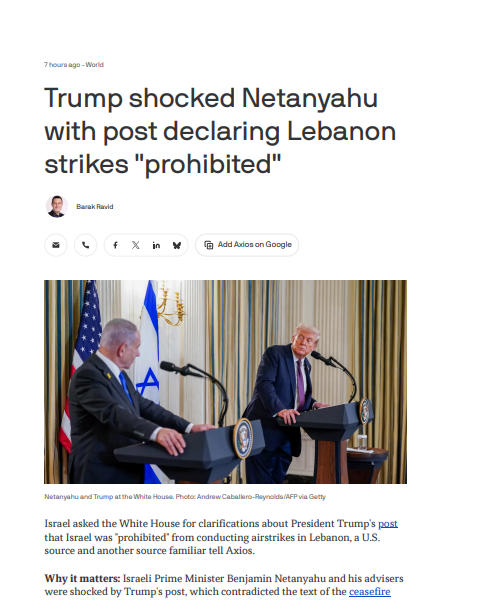 7 hours ago - World
Trump shocked Netanyahu
with post declaring Lebanon
strikes "prohibited"
Barak Ravid
Add Axios on Google
Netanyahu and Trump at the White House. Photo: Andrew Caballero-Reynolds/AFP via Getty
Israel asked the White House for clarifications about President Trump's post
that Israel was "prohibited" from conducting airstrikes in Lebanon, a U.S.
source and another source familiar tell Axios.
Why it matters: Israeli Prime Minister Benjamin Netanyahu and his advisers
were shocked by Trump's post, which contradicted the text of the ceasefire